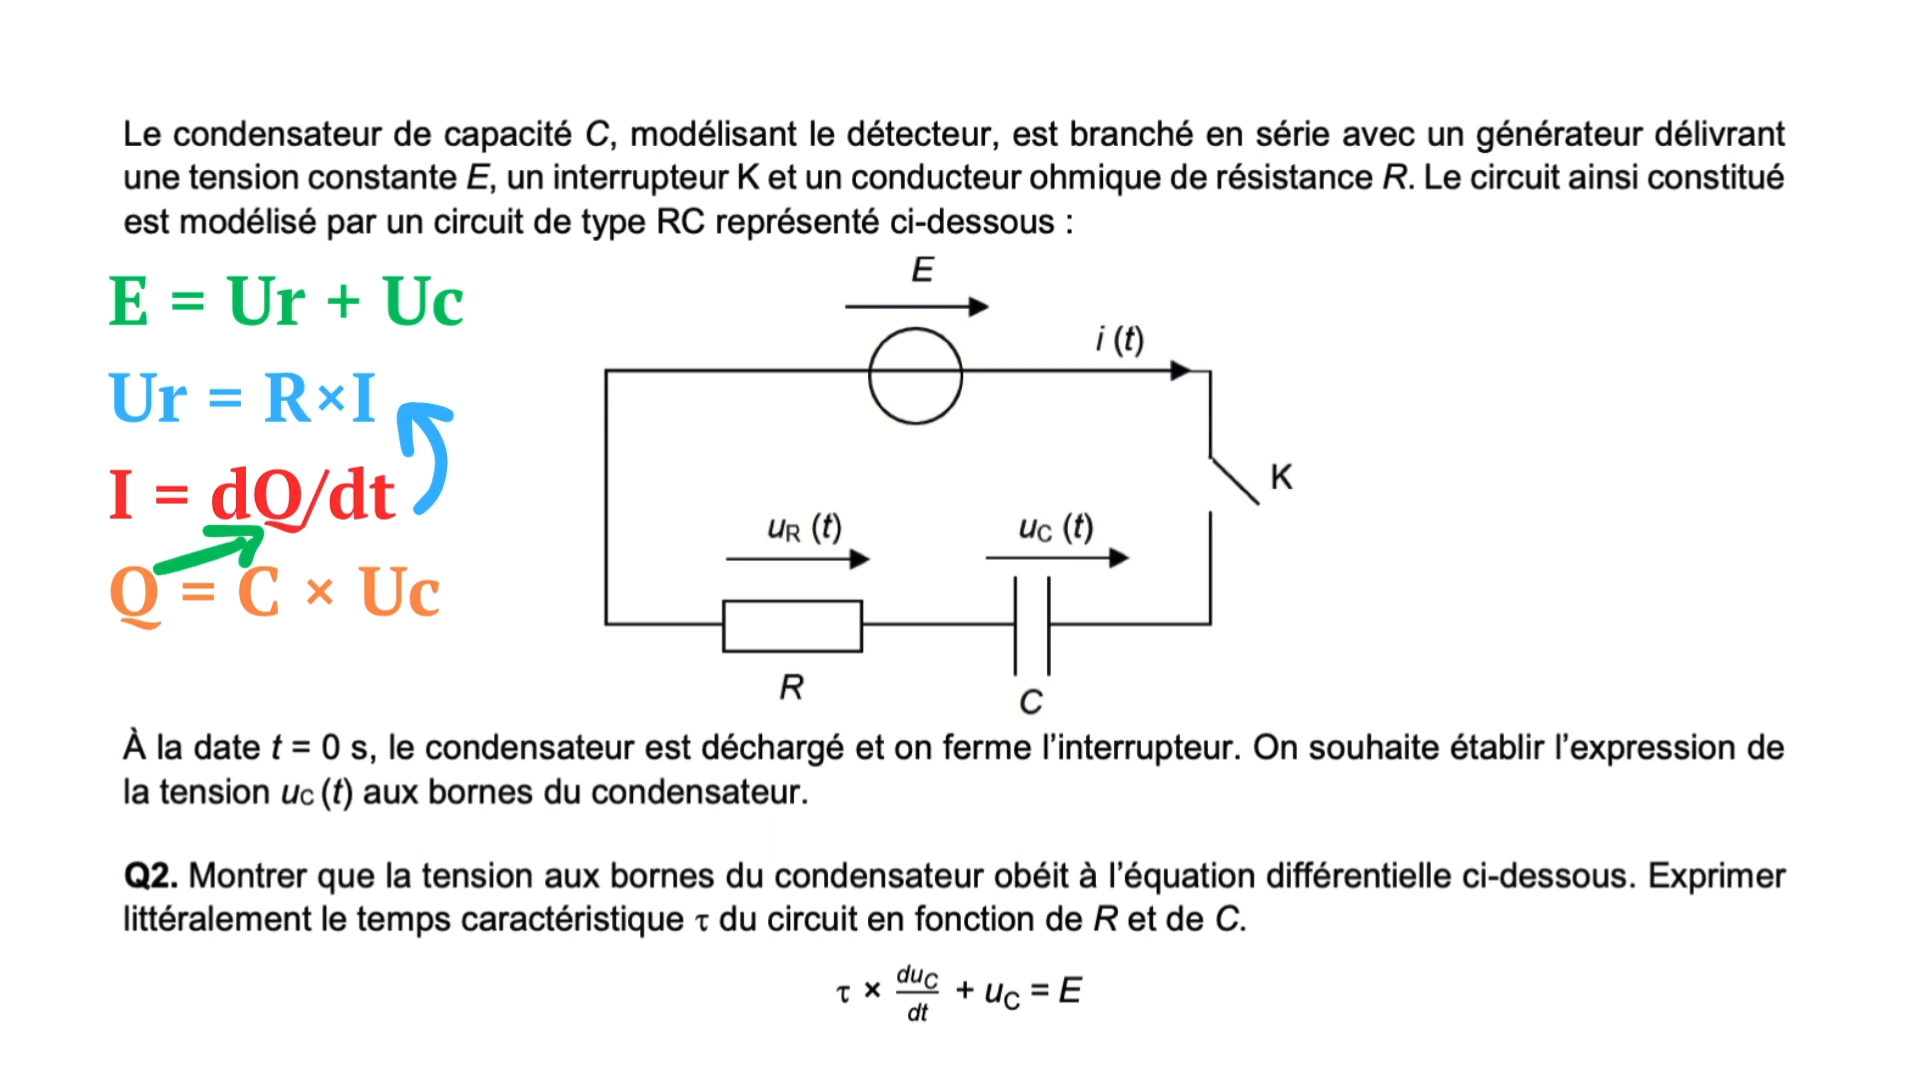 Le condensateur de capacité C, modélisant le détecteur, est branché en série avec un générateur délivrant
une tension constante E, un interrupteur K et un conducteur ohmique de résistance R. Le circuit ainsi constitué
est modélisé par un circuit de type RC représenté ci-dessous :
E = Ur + Uc
Ur = R×I
I = dQ/dt
Q = C × Uc
E
i (t)
K
uR (t)
uC (t)
R
C
À la date t = 0 s, le condensateur est déchargé et on ferme l'interrupteur. On souhaite établir l'expression de
la tension uC (t) aux bornes du condensateur.
Q2. Montrer que la tension aux bornes du condensateur obéit à l'équation différentielle ci-dessous. Exprimer
littéralement le temps caractéristique τ du circuit en fonction de R et de C.
τ × duC/dt + uC = E